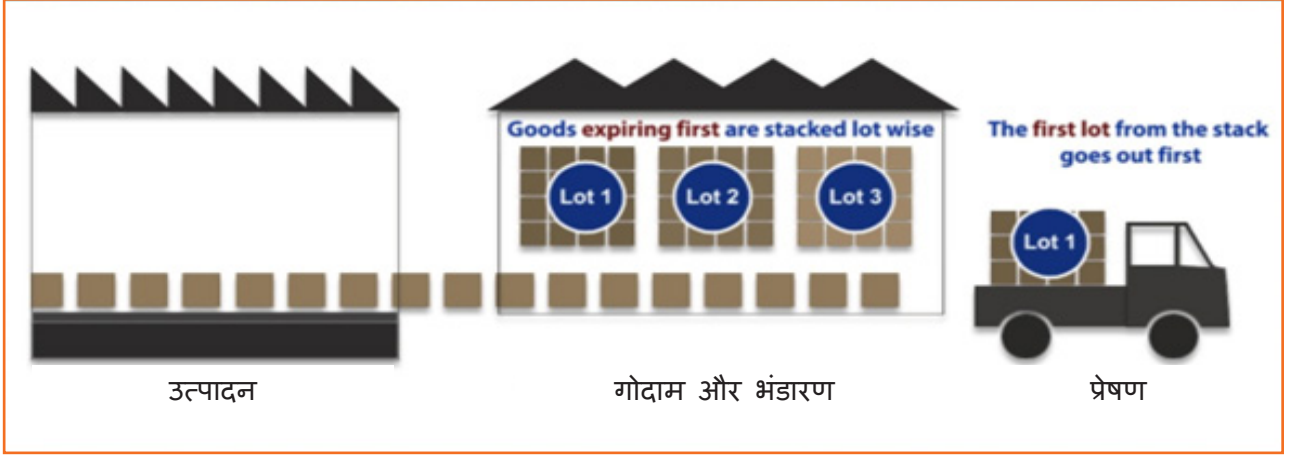 Goods expiring first are stacked lot wise
Lot 1
Lot 2
Lot 3
The first lot from the stack
goes out first
Lot 1
उत्पादन
गोदाम और भंडारण
प्रेषण